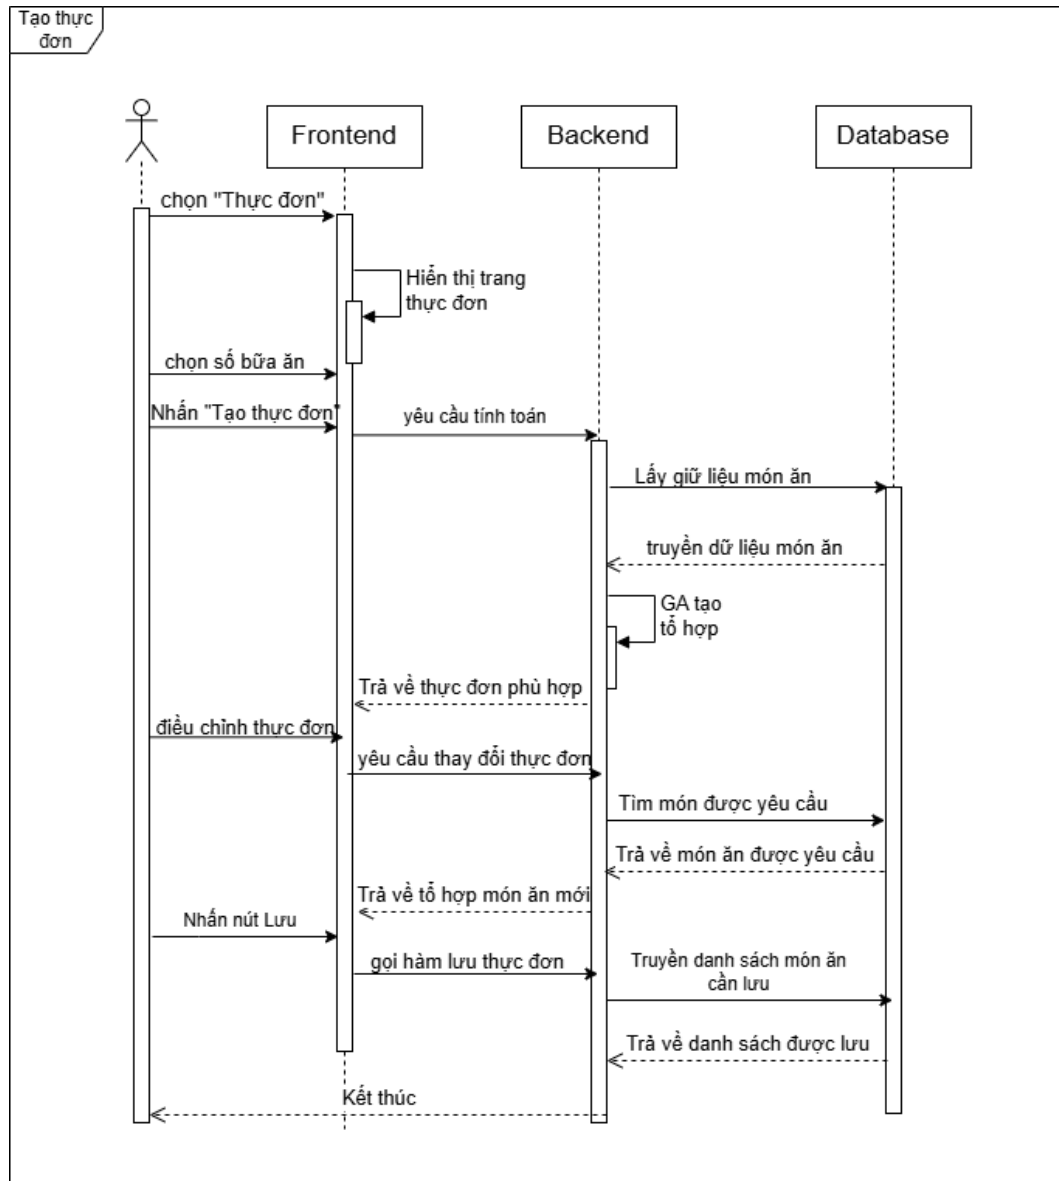 Tạo thực
đơn
Frontend
Backend
Database
chọn "Thực đơn"
Hiển thị trang
thực đơn
chọn số bữa ăn
Nhấn "Tạo thực đơn"
yêu cầu tính toán
Lấy giữ liệu món ăn
truyền dữ liệu món ăn
GA tạo
tổ hợp
Trả về thực đơn phù hợp
điều chỉnh thực đơn
yêu cầu thay đổi thực đơn
Tìm món được yêu cầu
Trả về món ăn được yêu cầu
Trả về tổ hợp món ăn mới
Nhấn nút Lưu
gọi hàm lưu thực đơn
Truyền danh sách món ăn
cần lưu
Trả về danh sách được lưu
Kết thúc